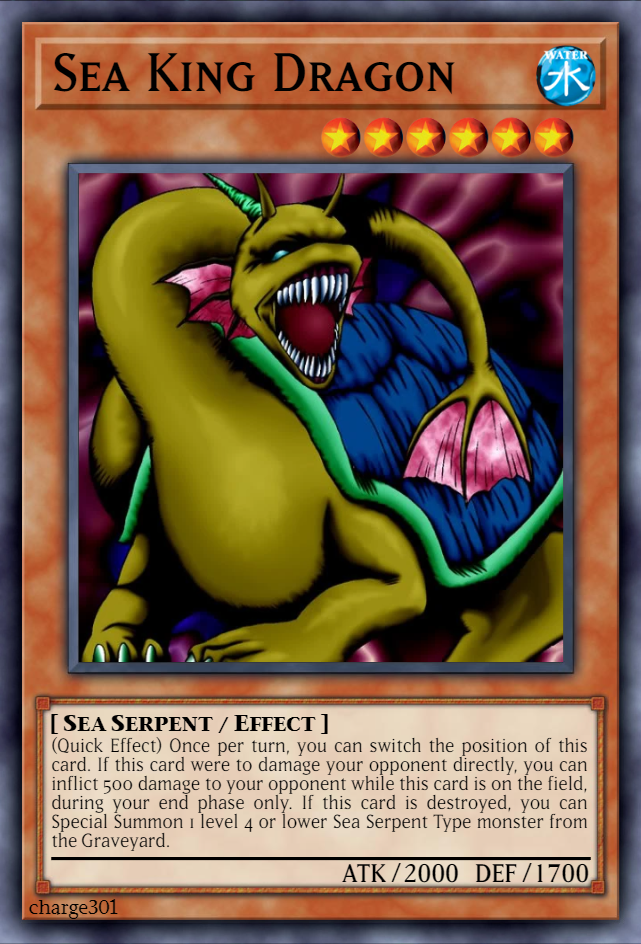 Sea King Dragon
WATER
水
[ Sea Serpent / Effect ]
(Quick Effect) Once per turn, you can switch the position of this
card. If this card were to damage your opponent directly, you can
inflict 500 damage to your opponent while this card is on the field,
during your end phase only. If this card is destroyed, you can
Special Summon 1 level 4 or lower Sea Serpent Type monster from
the Graveyard.
ATK/2000 DEF/1700
charge301